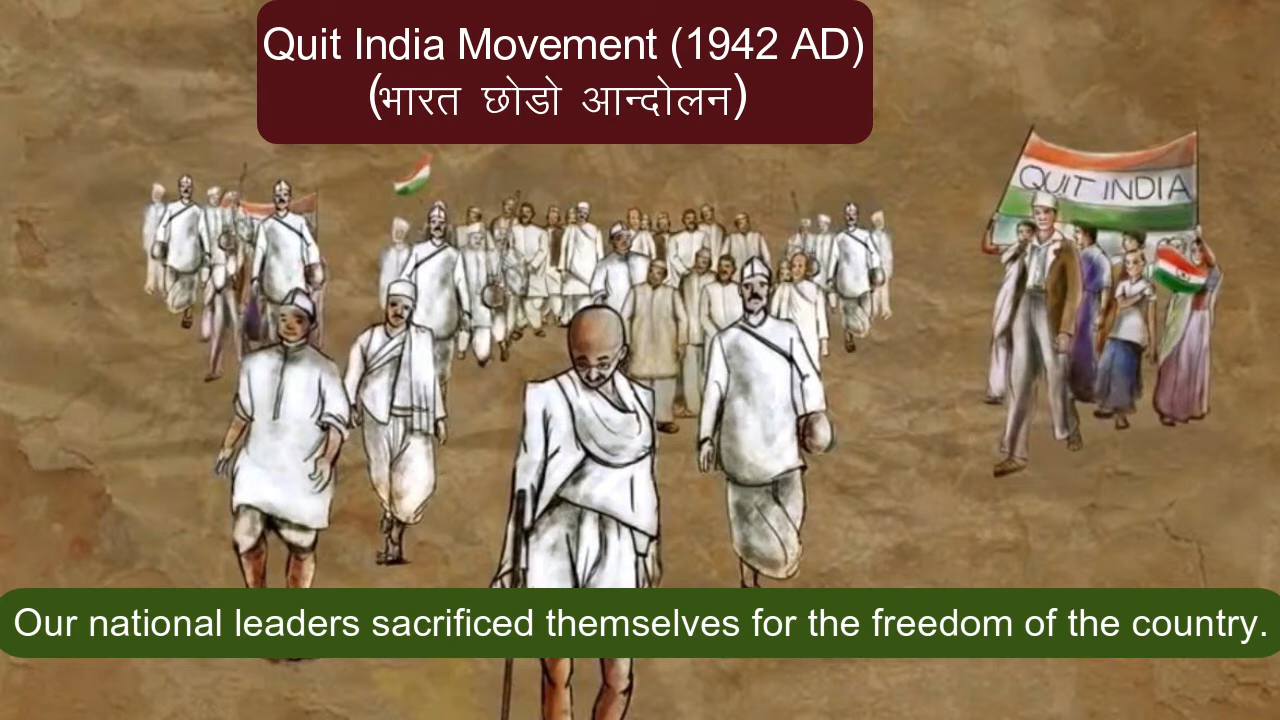 Quit India Movement (1942 AD)
(भारत छोडो आन्दोलन)
QUIT INDIA
Our national leaders sacrificed themselves for the freedom of the country.